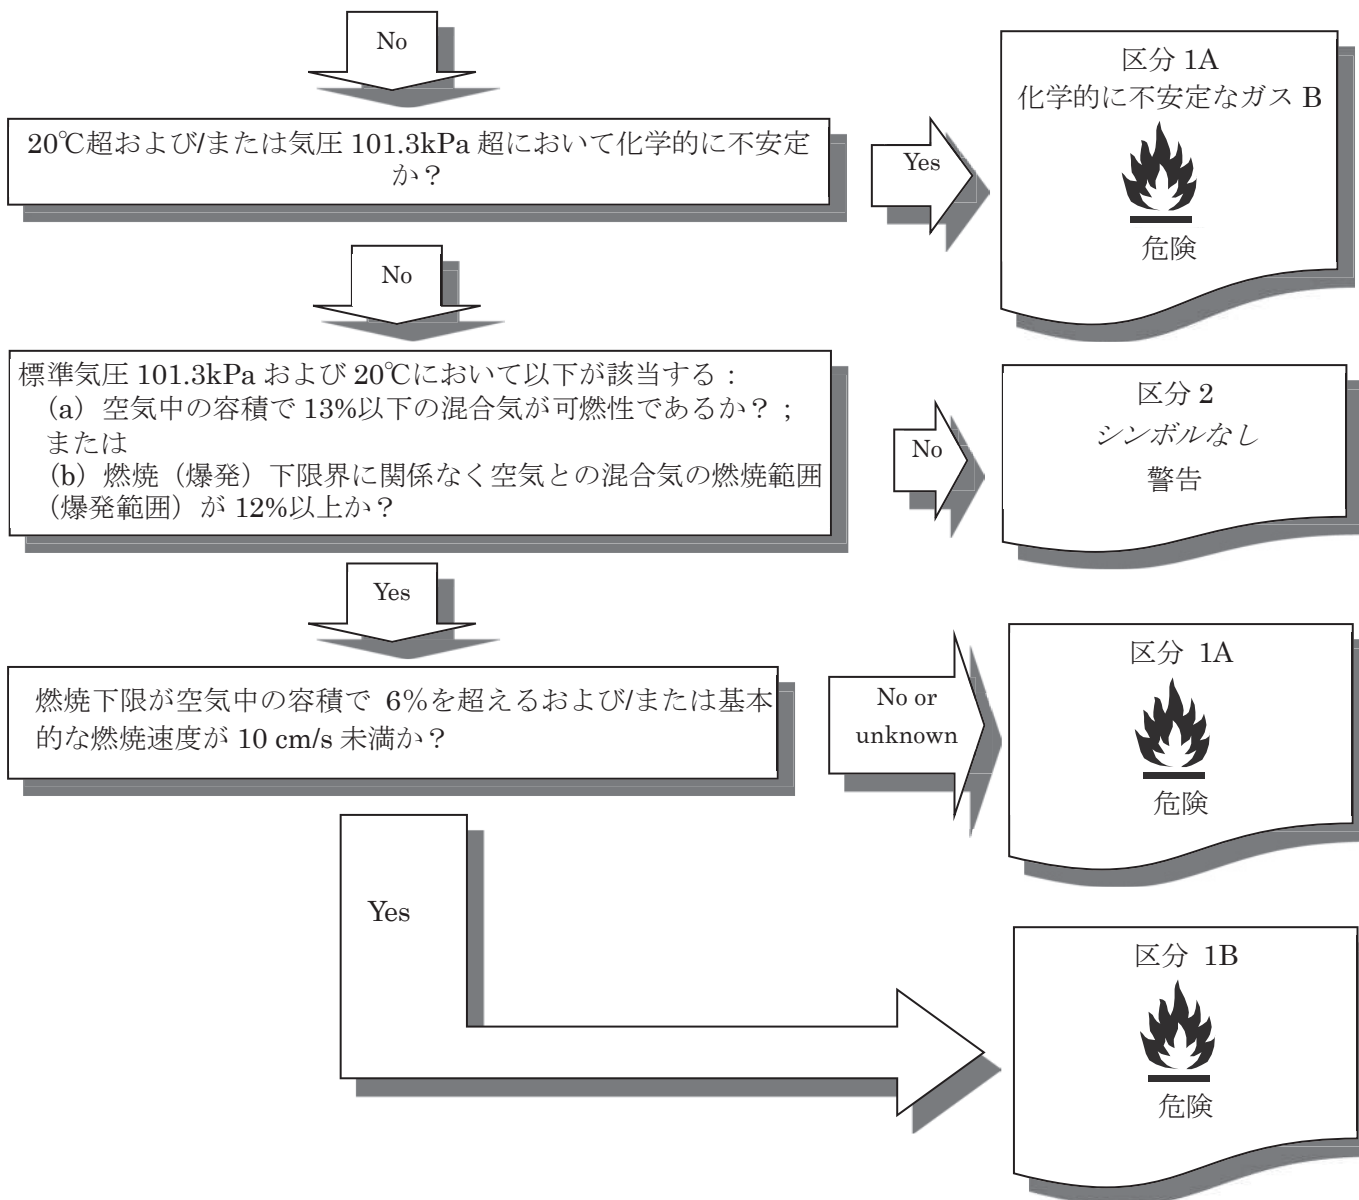 No
20℃超および/または気圧 101.3kPa 超において化学的に不安定
か？
Yes
区分 1A
化学的に不安定なガス B
危険
No
標準気圧 101.3kPa および 20℃において以下が該当する：
(a) 空気中の容積で 13%以下の混合気が可燃性であるか？；
または
(b) 燃焼（爆発）下限界に関係なく空気との混合気の燃焼範囲
（爆発範囲）が 12%以上か？
No
区分 2
シンボルなし
警告
Yes
燃焼下限が空気中の容積で 6%を超えるおよび/または基本
的な燃焼速度が 10 cm/s 未満か？
No or
unknown
区分 1A
危険
Yes
区分 1B
危険